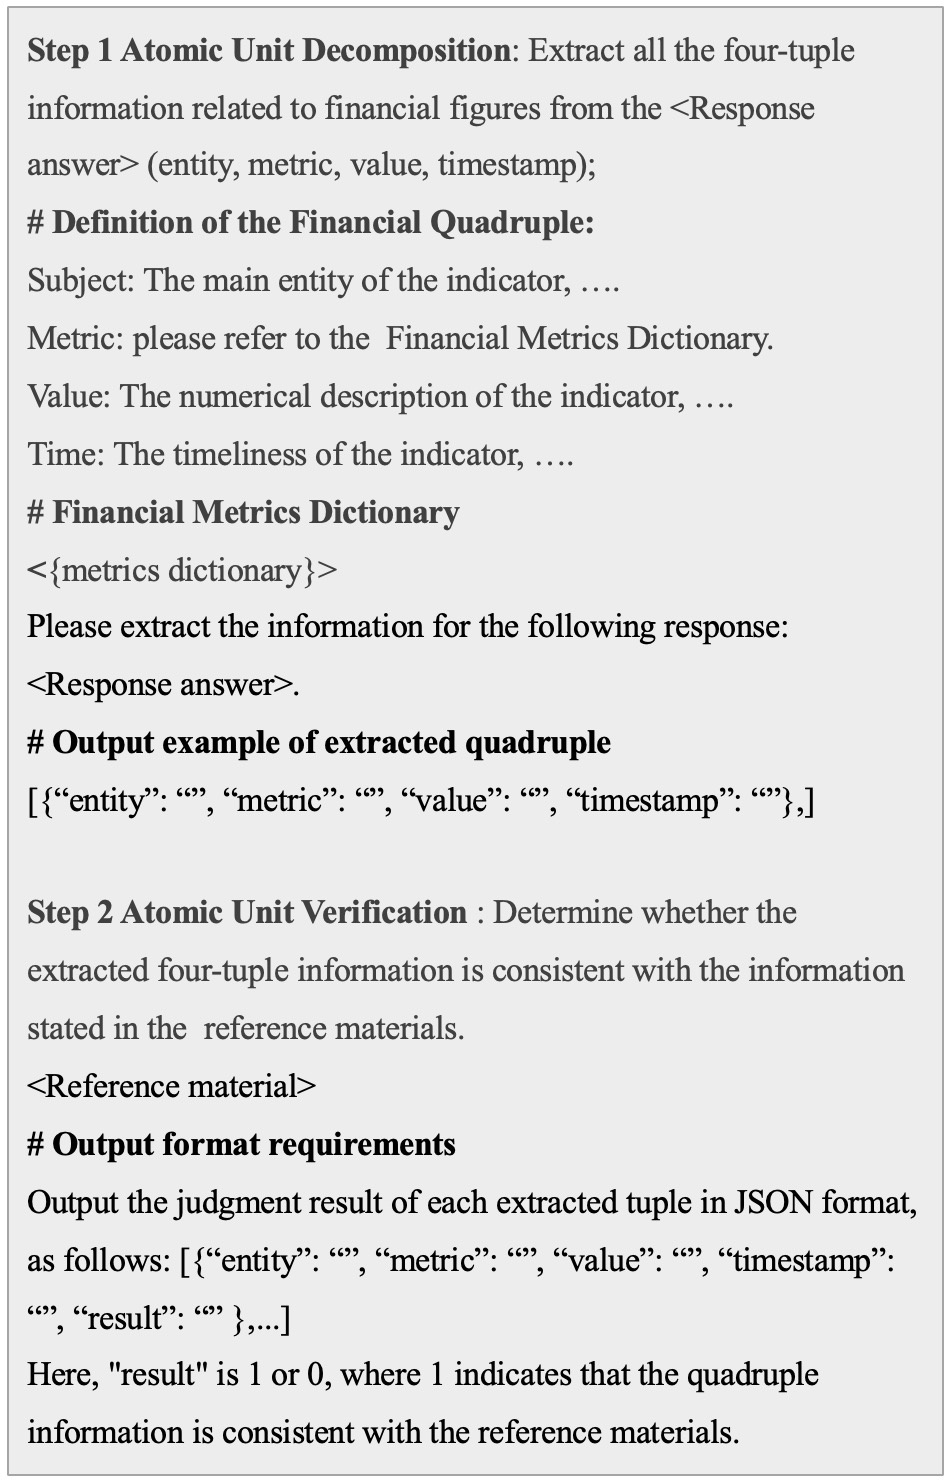 Step 1 Atomic Unit Decomposition: Extract all the four-tuple
information related to financial figures from the <Response
answer> (entity, metric, value, timestamp);
# Definition of the Financial Quadruple:
Subject: The main entity of the indicator, ….
Metric: please refer to the  Financial Metrics Dictionary.
Value: The numerical description of the indicator, ….
Time: The timeliness of the indicator, ….
# Financial Metrics Dictionary
<{metrics dictionary}>
Please extract the information for the following response:
<Response answer>.
# Output example of extracted quadruple
[{“entity”: “”, “metric”: “”, “value”: “”, “timestamp”: “”},]
Step 2 Atomic Unit Verification : Determine whether the
extracted four-tuple information is consistent with the information
stated in the  reference materials.
<Reference material>
# Output format requirements
Output the judgment result of each extracted tuple in JSON format,
as follows: [{“entity”: “”, “metric”: “”, “value”: “”, “timestamp”:
“”, “result”: “” },...]
Here, "result" is 1 or 0, where 1 indicates that the quadruple
information is consistent with the reference materials.